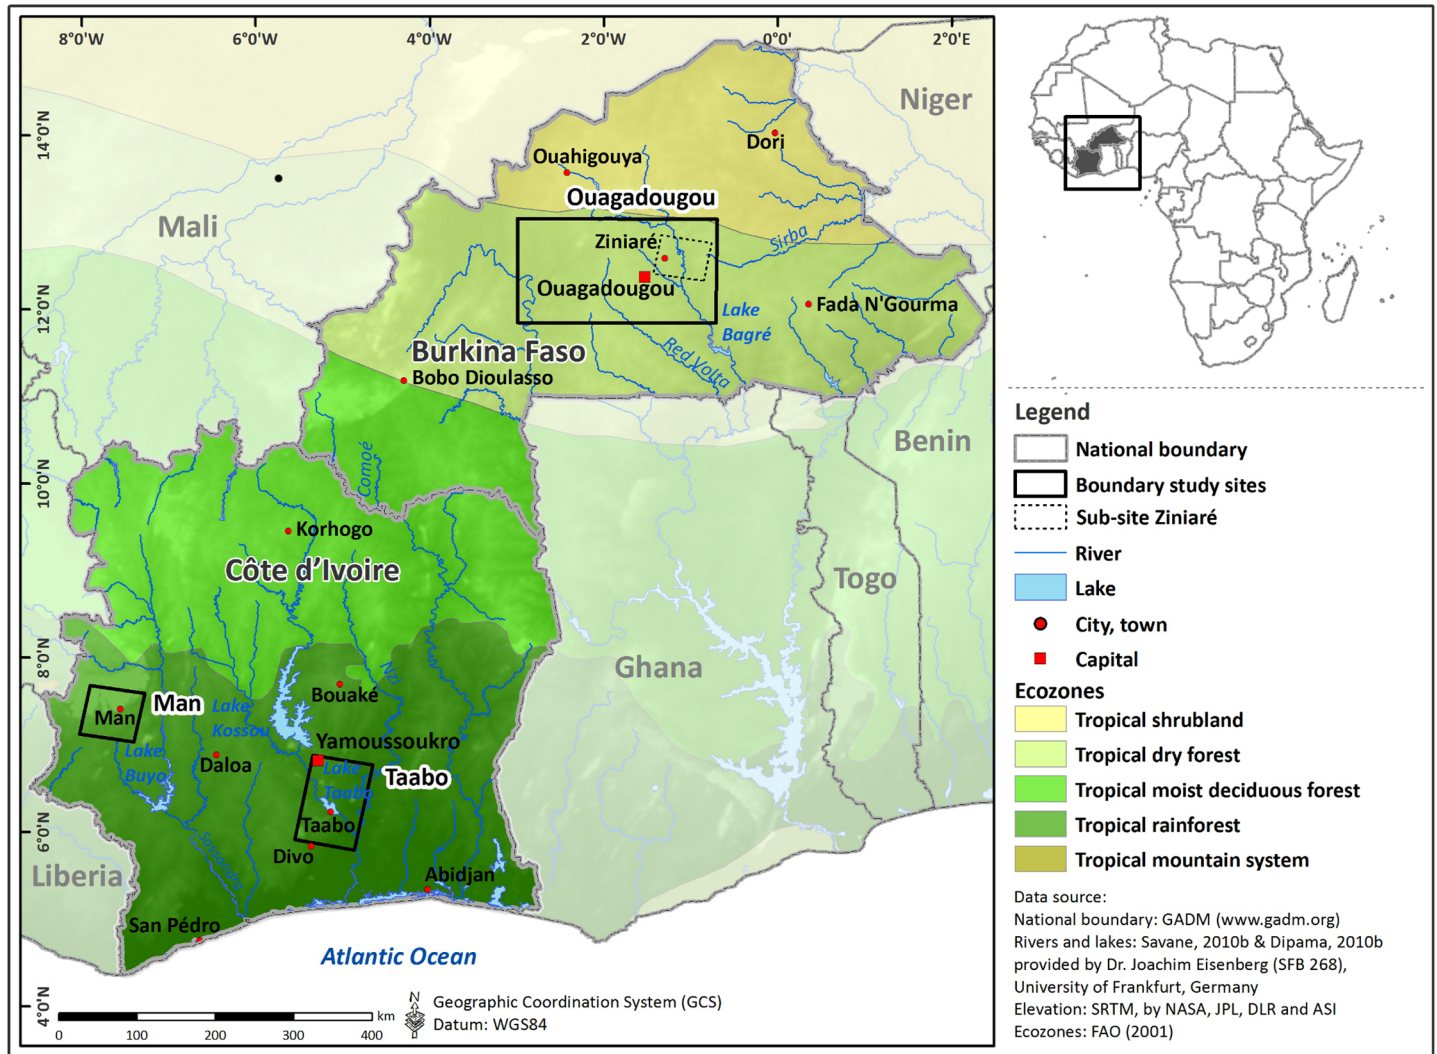 8°0'W
6°0'W
4°0'W
2°0'W
0°0'
2°0'E
14°0'N
12°0'N
10°0'N
8°0'N
6°0'N
4°0'N
Niger
Dori
Ouahigouya
Ouagadougou
Mali
Ziniaré
Sirba
Ouagadougou
Lake
Bagré
Fada N'Gourma
Red Volta
Burkina Faso
Bobo Dioulasso
Benin
Comoé
Korhogo
Côte d'Ivoire
Togo
Ghana
Nzi
Bouaké
Man
Man
Lake
Kossou
Yamoussoukro
Lake
Buyo
Daloa
Lake
Taabo
Taabo
Taabo
Divo
Sassandra
Liberia
Abidjan
San Pédro
Atlantic Ocean
km
0 100 200 300 400
N
Geographic Coordination System (GCS)
Datum: WGS84
Legend
National boundary
Boundary study sites
Sub-site Ziniaré
River
Lake
City, town
Capital
Ecozones
Tropical shrubland
Tropical dry forest
Tropical moist deciduous forest
Tropical rainforest
Tropical mountain system
Data source:
National boundary: GADM (www.gadm.org)
Rivers and lakes: Savane, 2010b & Dipama, 2010b
provided by Dr. Joachim Eisenberg (SFB 268),
University of Frankfurt, Germany
Elevation: SRTM, by NASA, JPL, DLR and ASI
Ecozones: FAO (2001)